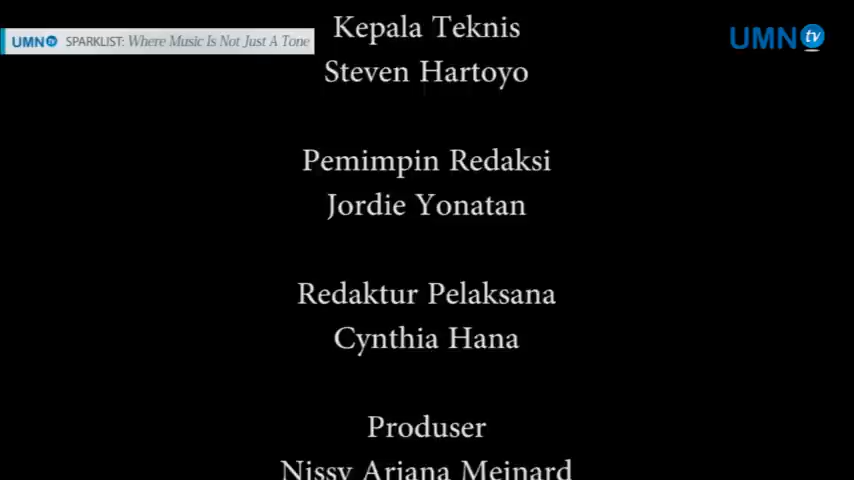 Kepala Teknis
UMN tv SPARKLIST: Where Music Is Not Just A Tone
UMN tv
Steven Hartoyo
Pemimpin Redaksi
Jordie Yonatan
Redaktur Pelaksana
Cynthia Hana
Produser
Nissy Ariana Meinard